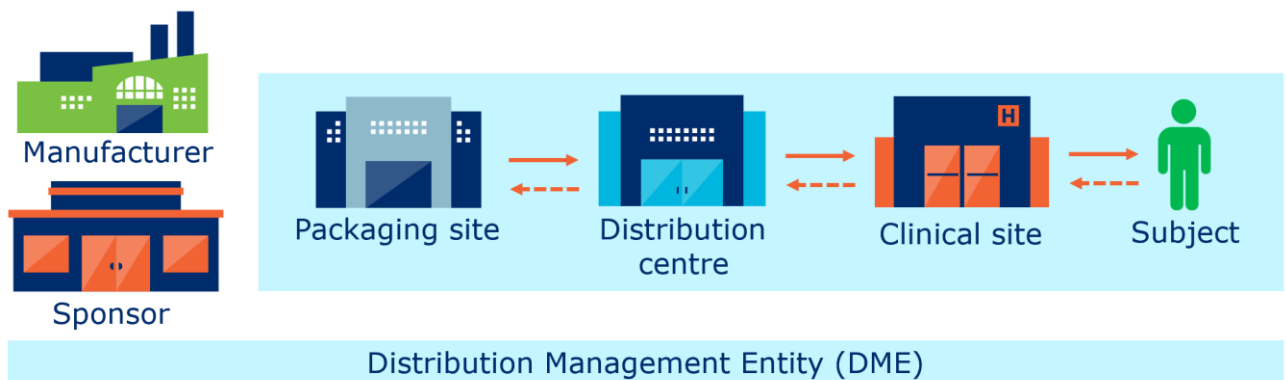 Manufacturer
Sponsor
Packaging site
Distribution
centre
H
Clinical site
Subject
Distribution Management Entity (DME)